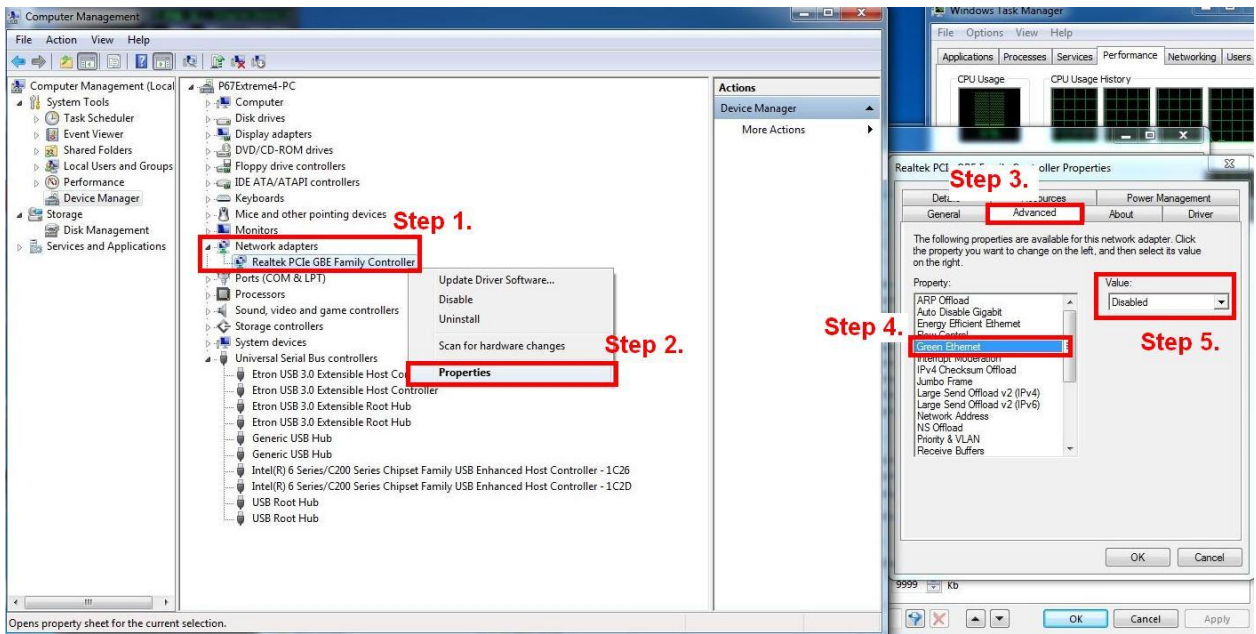 Computer Management
File Action View Help
Computer Management (Local
System Tools
Task Scheduler
Event Viewer
Shared Folders
Local Users and Groups
Performance
Device Manager
Storage
Disk Management
Services and Applications
P67Extreme4-PC
Computer
Disk drives
Display adapters
DVD/CD-ROM drives
Floppy drive controllers
IDE ATA/ATAPI controllers
Keyboards
Mice and other pointing devices
Monitors
Step 1.
Network adapters
Realtek PCIe GBE Family Controller
Ports (COM & LPT)
Processors
Sound, video and game controllers
Storage controllers
System devices
Universal Serial Bus controllers
Etron USB 3.0 Extensible Host Co
Etron USB 3.0 Extensible Host Controller
Etron USB 3.0 Extensible Root Hub
Etron USB 3.0 Extensible Root Hub
Generic USB Hub
Generic USB Hub
Intel(R) 6 Series/C200 Series Chipset Family USB Enhanced Host Controller - 1C26
Intel(R) 6 Series/C200 Series Chipset Family USB Enhanced Host Controller - 1C2D
USB Root Hub
USB Root Hub
Update Driver Software...
Disable
Uninstall
Scan for hardware changes
Step 2.
Properties
Actions
Device Manager
More Actions
Opens property sheet for the current selection.
Windows Task Manager
File Options View Help
Applications Processes Services Performance Networking Users
CPU Usage CPU Usage History
Realtek PCI oller Properties
Step 3.
Power Management
General Advanced About Driver
The following properties are available for this network adapter. Click
the property you want to change on the left, and then select its value
on the right.
Property: Value:
ARP Offload
Auto Disable Gigabit
Energy Efficient Ethernet
Flow Control
Step 4.
Green Ethernet
Interrupt Moderation
IPv4 Checksum Offload
Jumbo Frame
Large Send Offload v2 (IPv4)
Large Send Offload v2 (IPv6)
Network Address
NS Offload
Priority & VLAN
Receive Buffers
Disabled
Step 5.
OK Cancel
9999 Kb
OK Cancel Apply